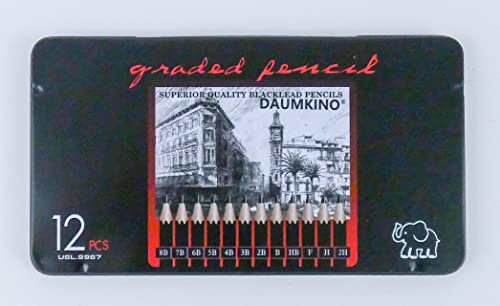 graded pencil
SUPERIOR QUALITY BLACKLEAD PENCILS
DAUMKINO®
8B 7B 6B 5B 4B 3B 2B B HB F H 2H
12 PCS
USL.9967